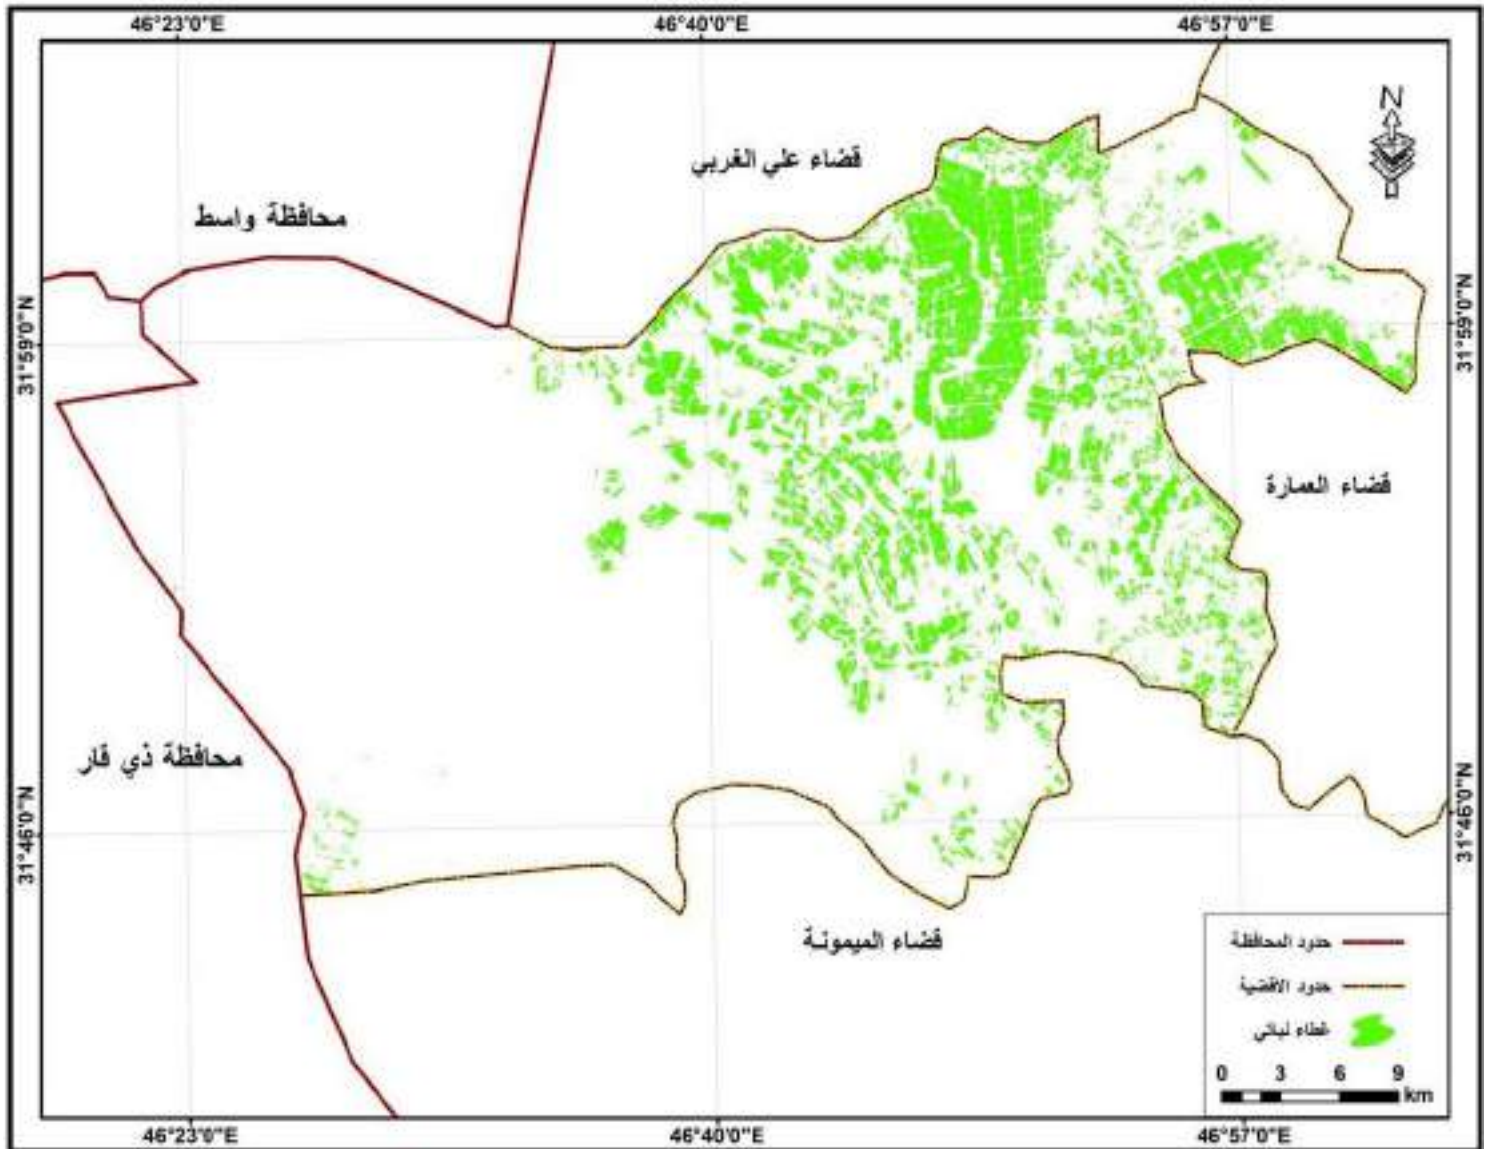 46°23'0"E
46°40'0"E
46°57'0"E
N
قضاء علي الغربي
محافظة واسط
31°59'0"N
31°59'0"N
قضاء العمارة
محافظة ذي قار
31°46'0"N
31°46'0"N
قضاء الميمونة
حدود المحافظة
حدود الاقضية
غطاء نباتي
0 3 6 9
km
46°23'0"E
46°40'0"E
46°57'0"E